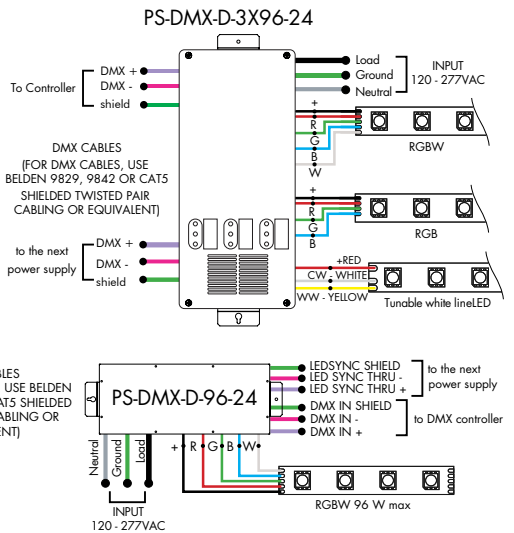 PS-DMX-D-3X96-24
To Controller
DMX +
DMX -
shield
Load
Ground
Neutral
INPUT
120 - 277VAC
DMX CABLES
(FOR DMX CABLES, USE
BELDEN 9829, 9842 OR CAT5
SHIELDED TWISTED PAIR
CABLING OR EQUIVALENT)
+
R
G
B
W
RGBW
+
R
G
B
RGB
to the next
power supply
DMX +
DMX -
shield
+RED
CW - WHITE
WW - YELLOW
Tunable white lineLED
USE BELDEN
SHIELDED
OR
PS-DMX-D-96-24
LEDSYNC SHIELD
LED SYNC THRU -
LED SYNC THRU +
to the next
power supply
DMX IN SHIELD
DMX IN -
DMX IN +
to DMX controller
Neutral
Ground
Load
+ R G B W
INPUT
120 - 277VAC
RGBW 96 W max